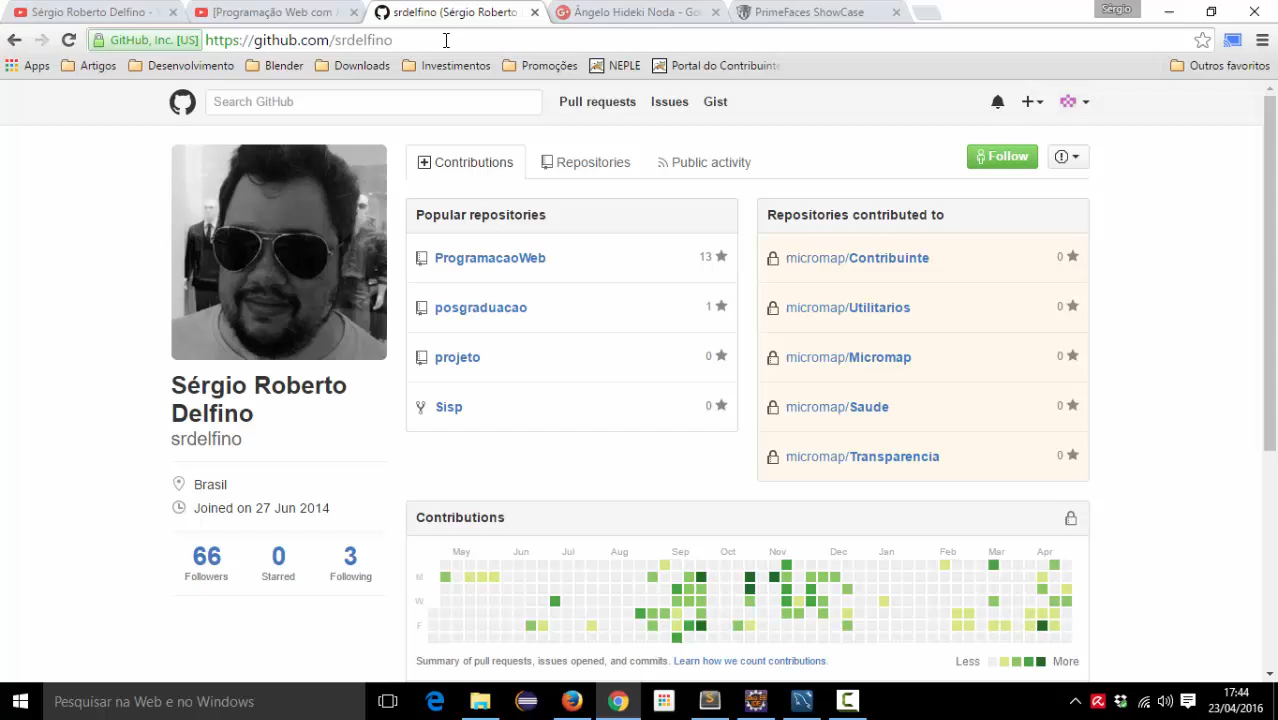 Sérgio Roberto Delfino - Y
[Programação Web com J
srdelfino (Sérgio Roberto
Ângelo Hideki Noda - Goo
PrimeFaces ShowCase
Sergio
GitHub, Inc. [US]
https://github.com/srdelfino
Apps
Artigos
Desenvolvimento
Blender
Downloads
Investimentos
Promoções
NEPLE
Portal do Contribuinte
Outros favoritos
Search GitHub
Pull requests
Issues
Gist
Contributions
Repositories
Public activity
Follow
Popular repositories
ProgramacaoWeb
13
posgraduacao
1
projeto
0
Sisp
0
Repositories contributed to
micromap/Contribuinte
0
micromap/Utilitarios
0
micromap/Micromap
0
micromap/Saude
0
micromap/Transparencia
0
Sérgio Roberto
Delfino
srdelfino
Brasil
Joined on 27 Jun 2014
66
Followers
0
Starred
3
Following
Contributions
May Jun Jul Aug Sep Oct Nov Dec Jan Feb Mar Apr
M
W
F
Summary of pull requests, issues opened, and commits. Learn how we count contributions.
Less
More
Pesquisar na Web e no Windows
17:44
23/04/2016